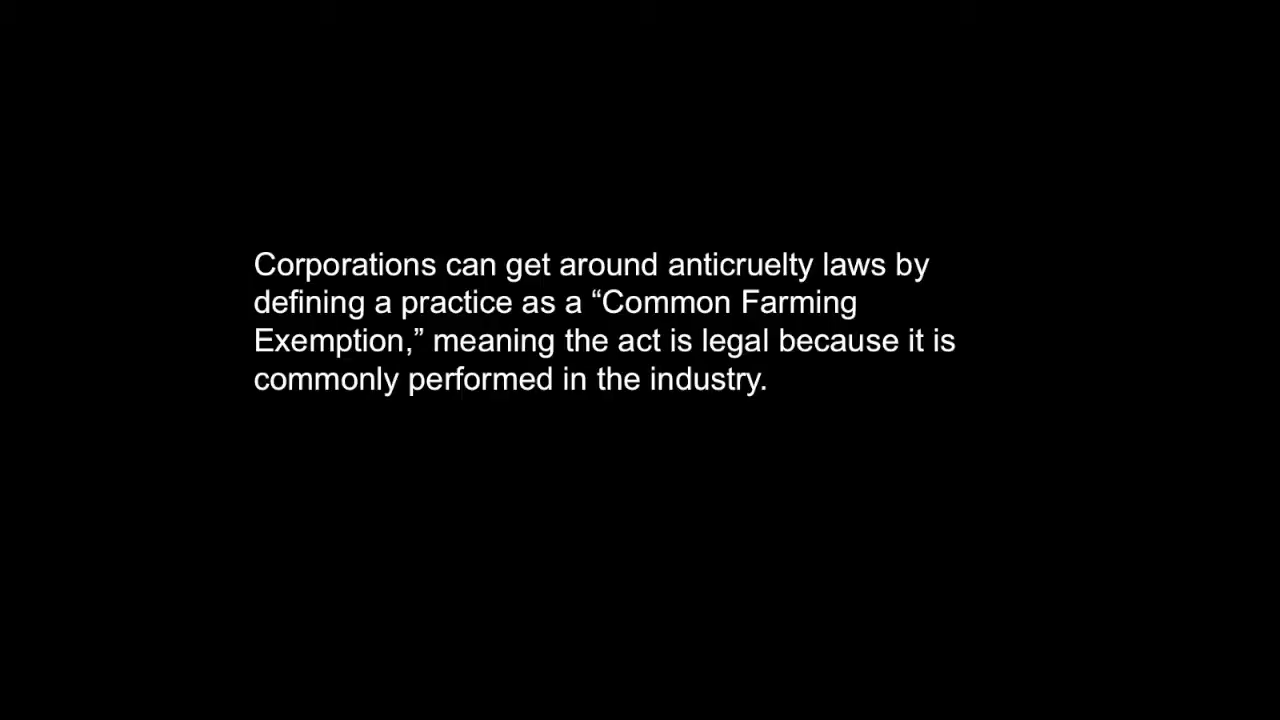 Corporations can get around anticruelty laws by
defining a practice as a “Common Farming
Exemption,” meaning the act is legal because it is
commonly performed in the industry.